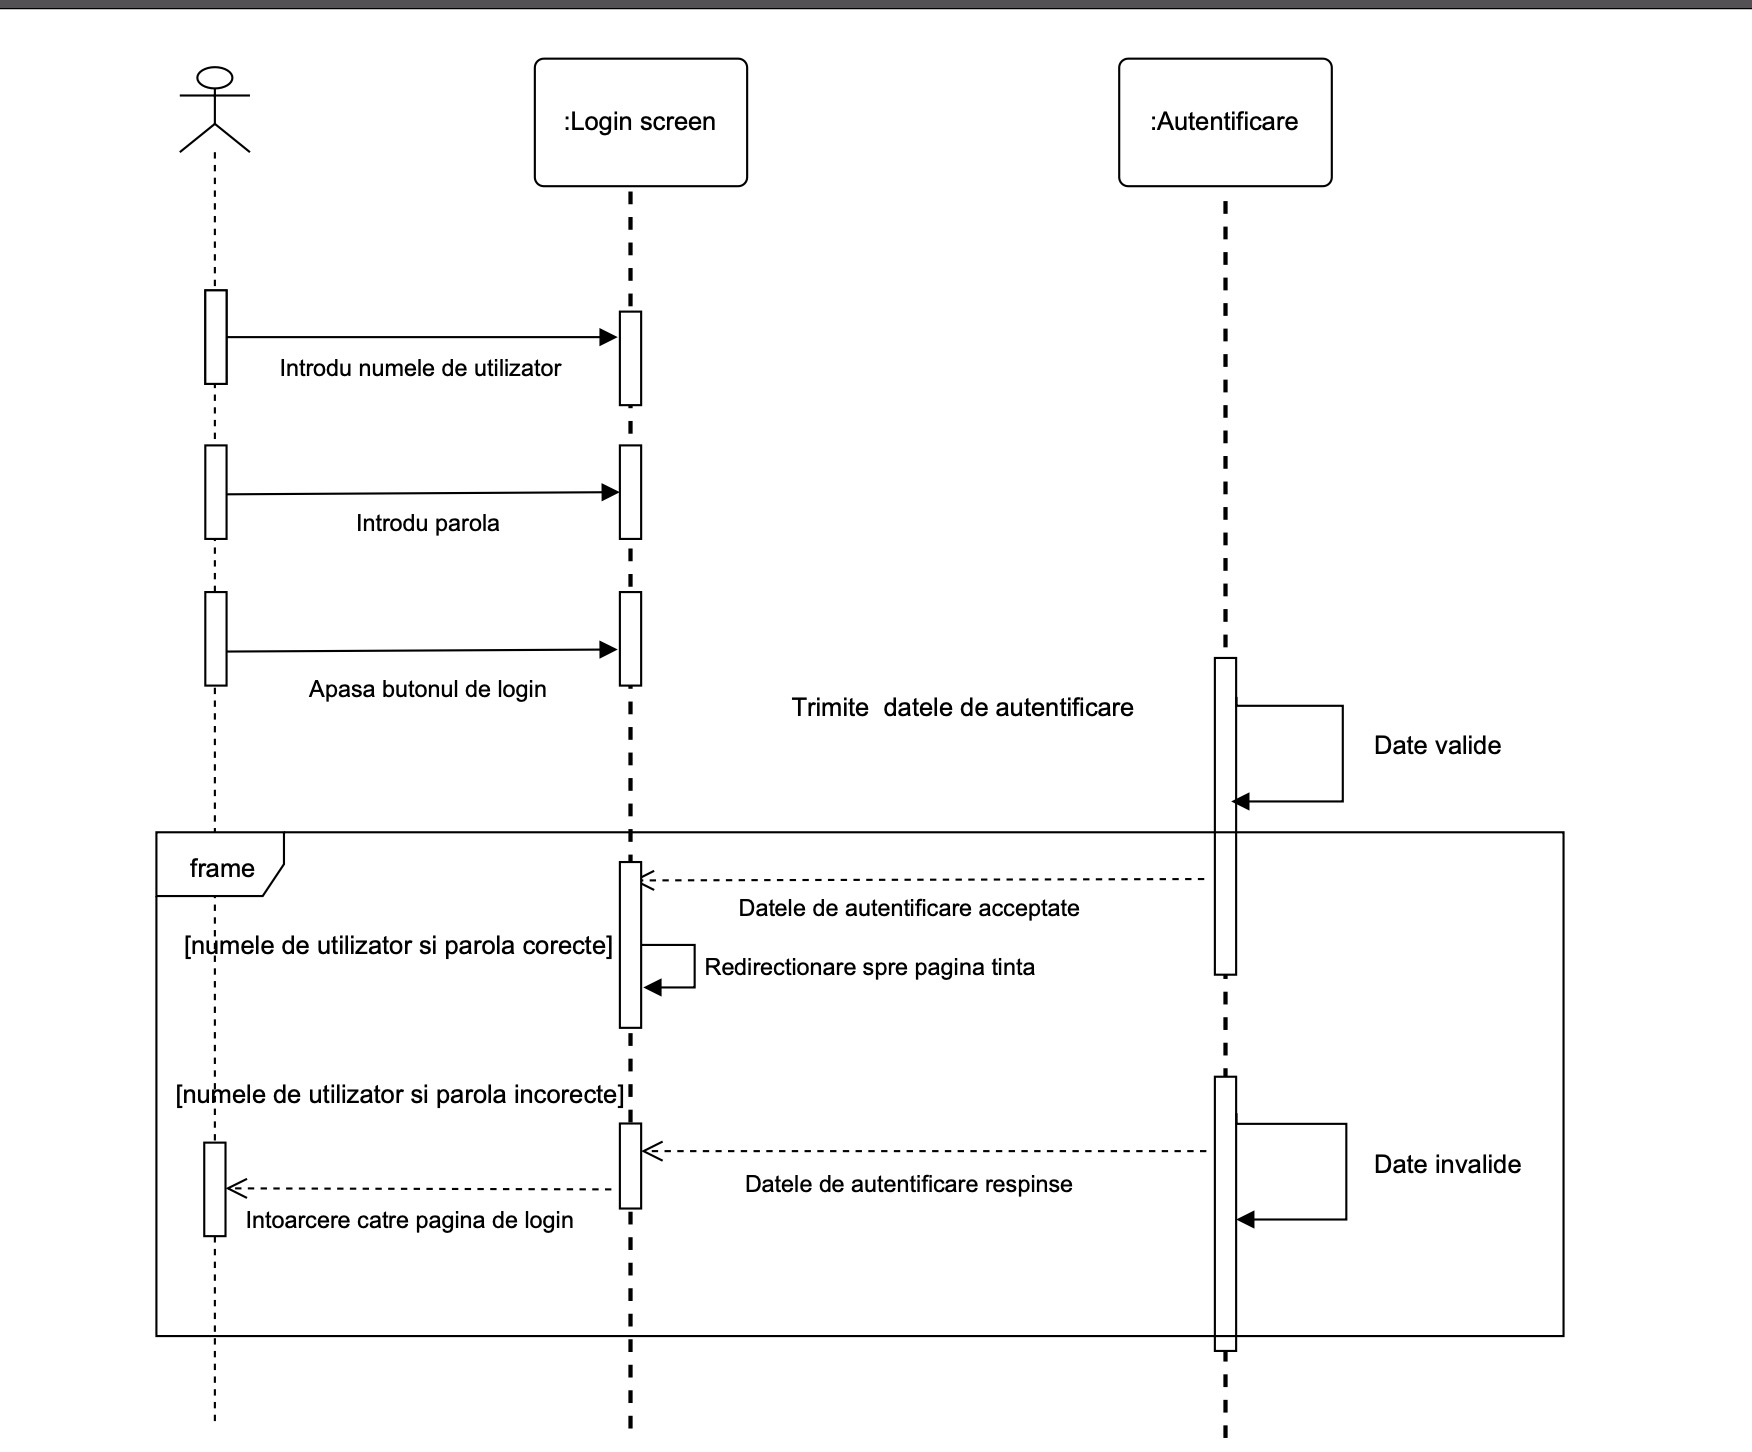 :Login screen
:Autentificare
Introdu numele de utilizator
Introdu parola
Apasa butonul de login
Trimite  datele de autentificare
Date valide
frame
Datele de autentificare acceptate
[numele de utilizator si parola corecte]
Redirectionare spre pagina tinta
[numele de utilizator si parola incorecte]
Date invalide
Datele de autentificare respinse
Intoarcere catre pagina de login